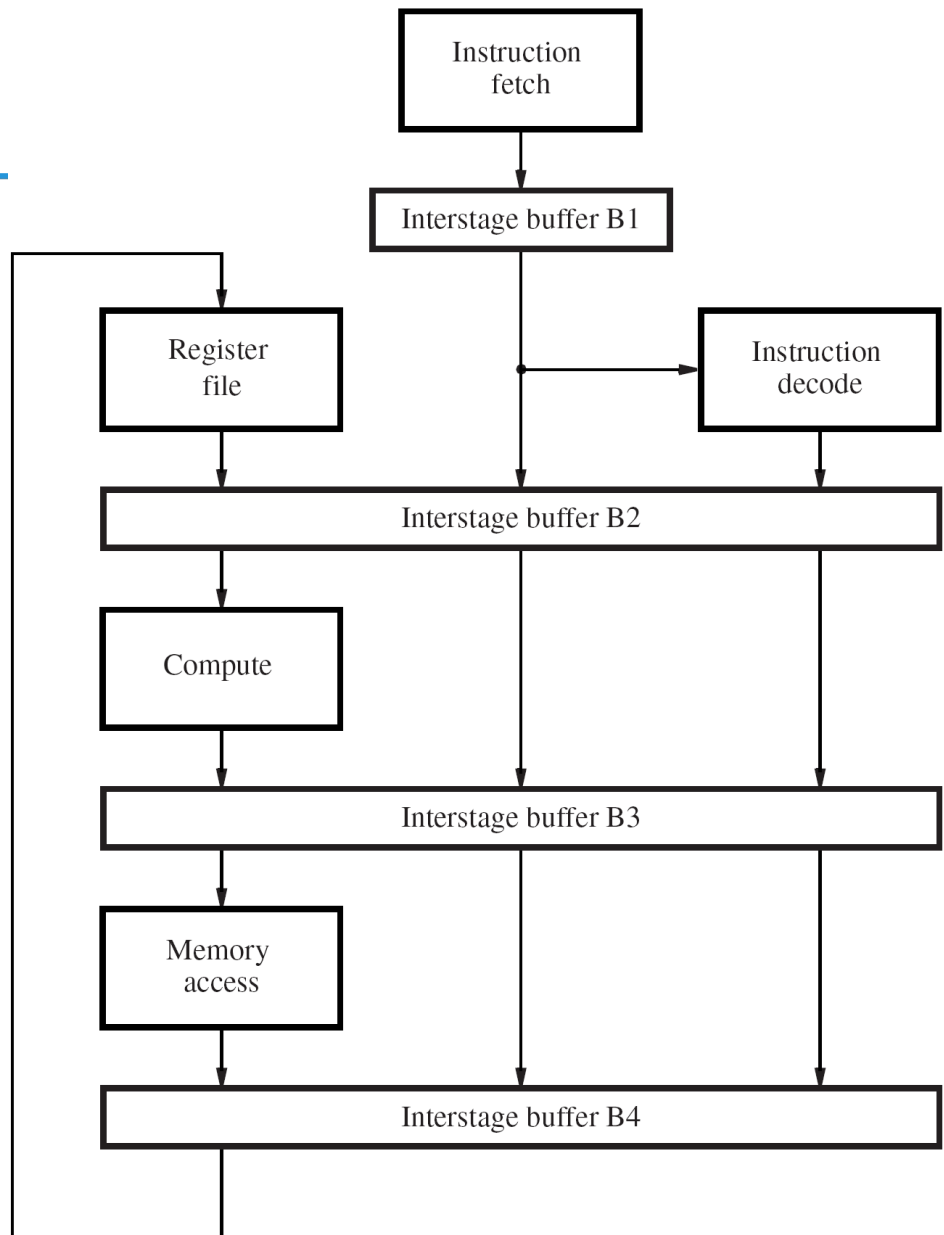 Instruction
fetch
Interstage buffer B1
Register
file
Instruction
decode
Interstage buffer B2
Compute
Interstage buffer B3
Memory
access
Interstage buffer B4